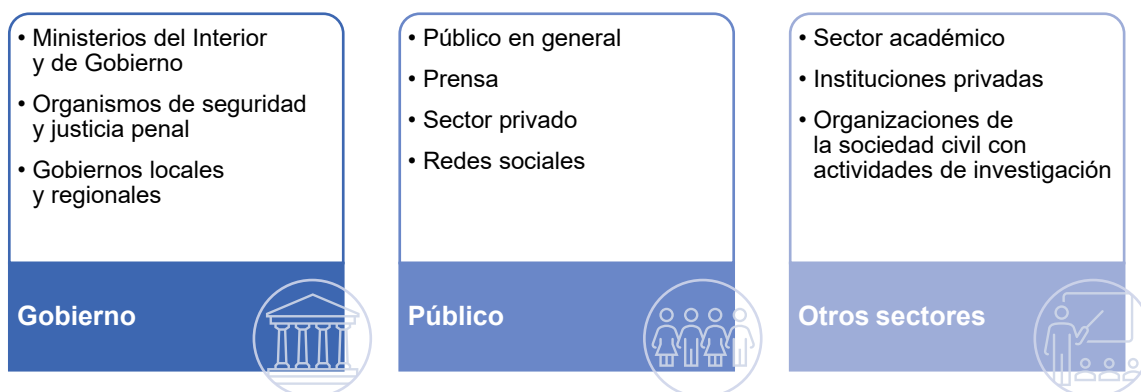 • Ministerios del Interior
y de Gobierno
• Organismos de seguridad
y justicia penal
• Gobiernos locales
y regionales
Gobierno
• Público en general
• Prensa
• Sector privado
• Redes sociales
Público
• Sector académico
• Instituciones privadas
• Organizaciones de
la sociedad civil con
actividades de investigación
Otros sectores